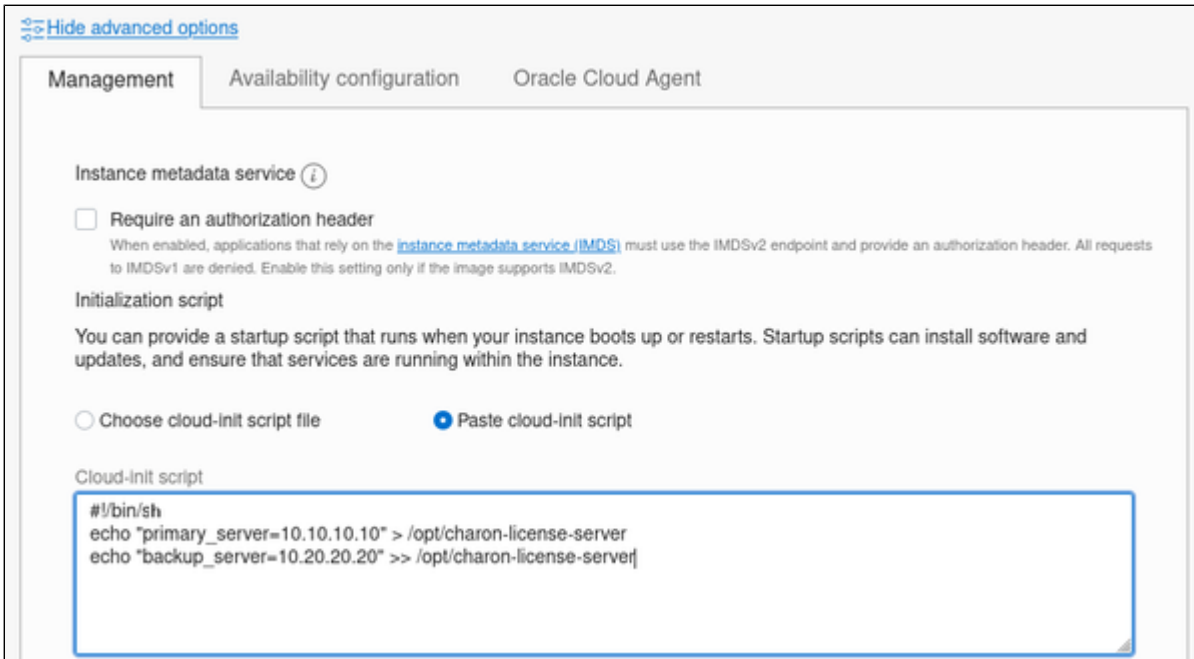 Hide advanced options
Management Availability configuration Oracle Cloud Agent
Instance metadata service i
Require an authorization header
When enabled, applications that rely on the instance metadata service (IMDS) must use the IMDSv2 endpoint and provide an authorization header. All requests
to IMDSv1 are denied. Enable this setting only if the image supports IMDSv2.
Initialization script
You can provide a startup script that runs when your instance boots up or restarts. Startup scripts can install software and
updates, and ensure that services are running within the instance.
Choose cloud-init script file Paste cloud-init script
Cloud-init script
#!/bin/sh
echo "primary_server=10.10.10.10" > /opt/charon-license-server
echo "backup_server=10.20.20.20" >> /opt/charon-license-server